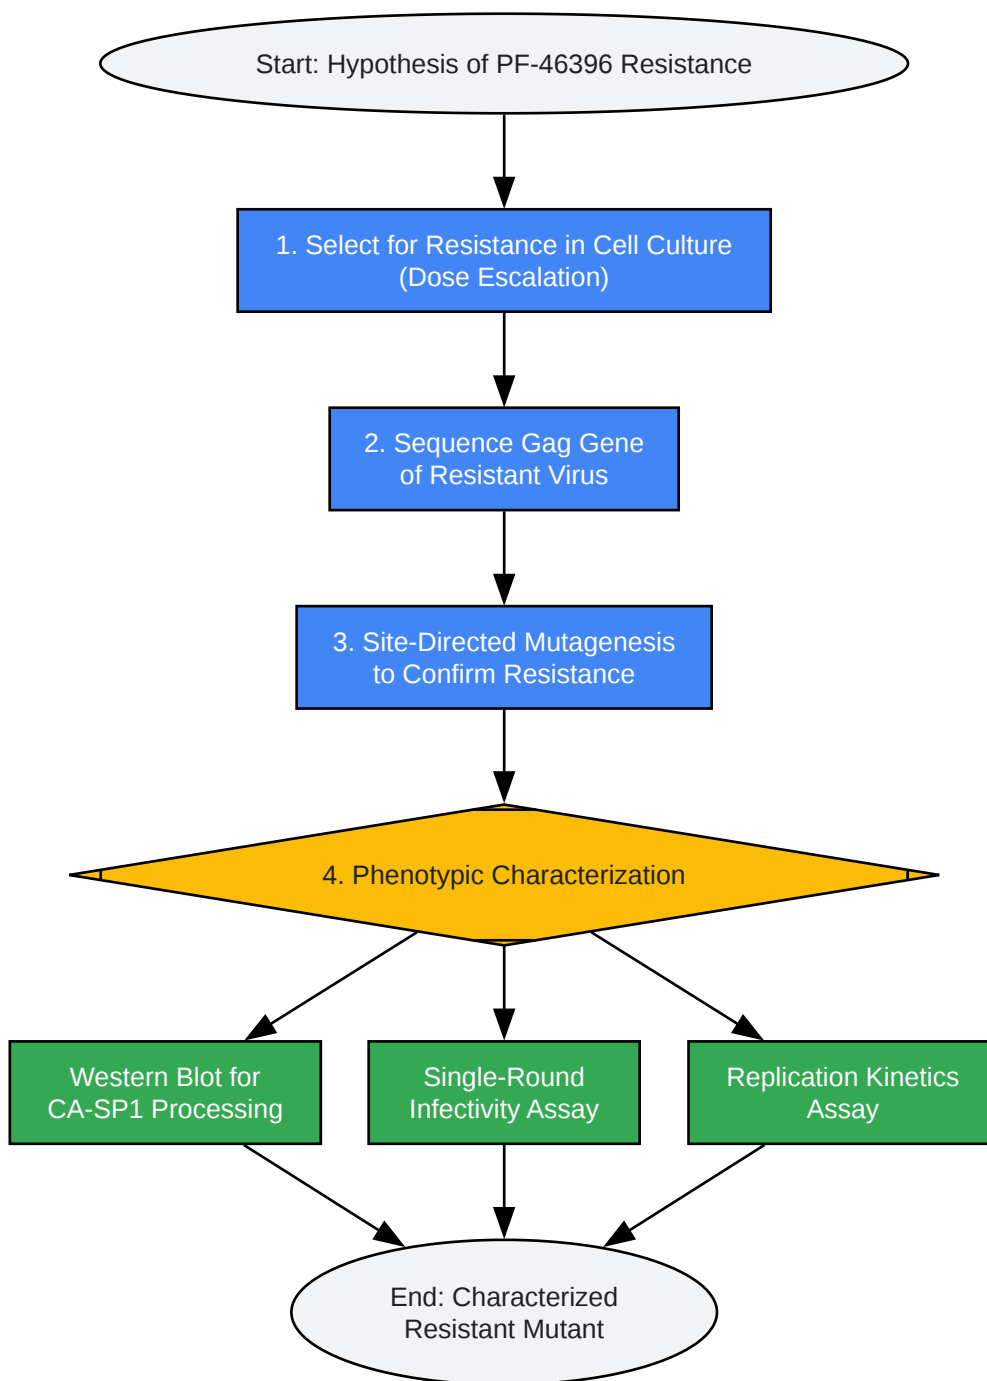 Start: Hypothesis of PF-46396 Resistance
1. Select for Resistance in Cell Culture
(Dose Escalation)
2. Sequence Gag Gene
of Resistant Virus
3. Site-Directed Mutagenesis
to Confirm Resistance
4. Phenotypic Characterization
Western Blot for
CA-SP1 Processing
Single-Round
Infectivity Assay
Replication Kinetics
Assay
End: Characterized
Resistant Mutant